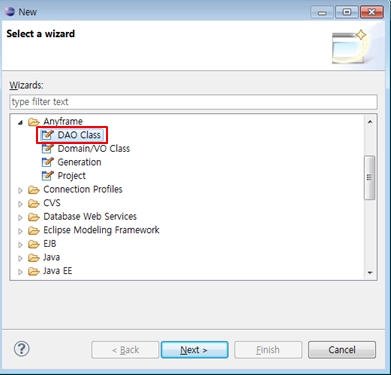 New
Select a wizard
Wizards:
type filter text
Anyframe
DAO Class
Domain/VO Class
Generation
Project
Connection Profiles
CVS
Database Web Services
Eclipse Modeling Framework
EJB
Java
Java EE
?
< Back
Next >
Finish
Cancel